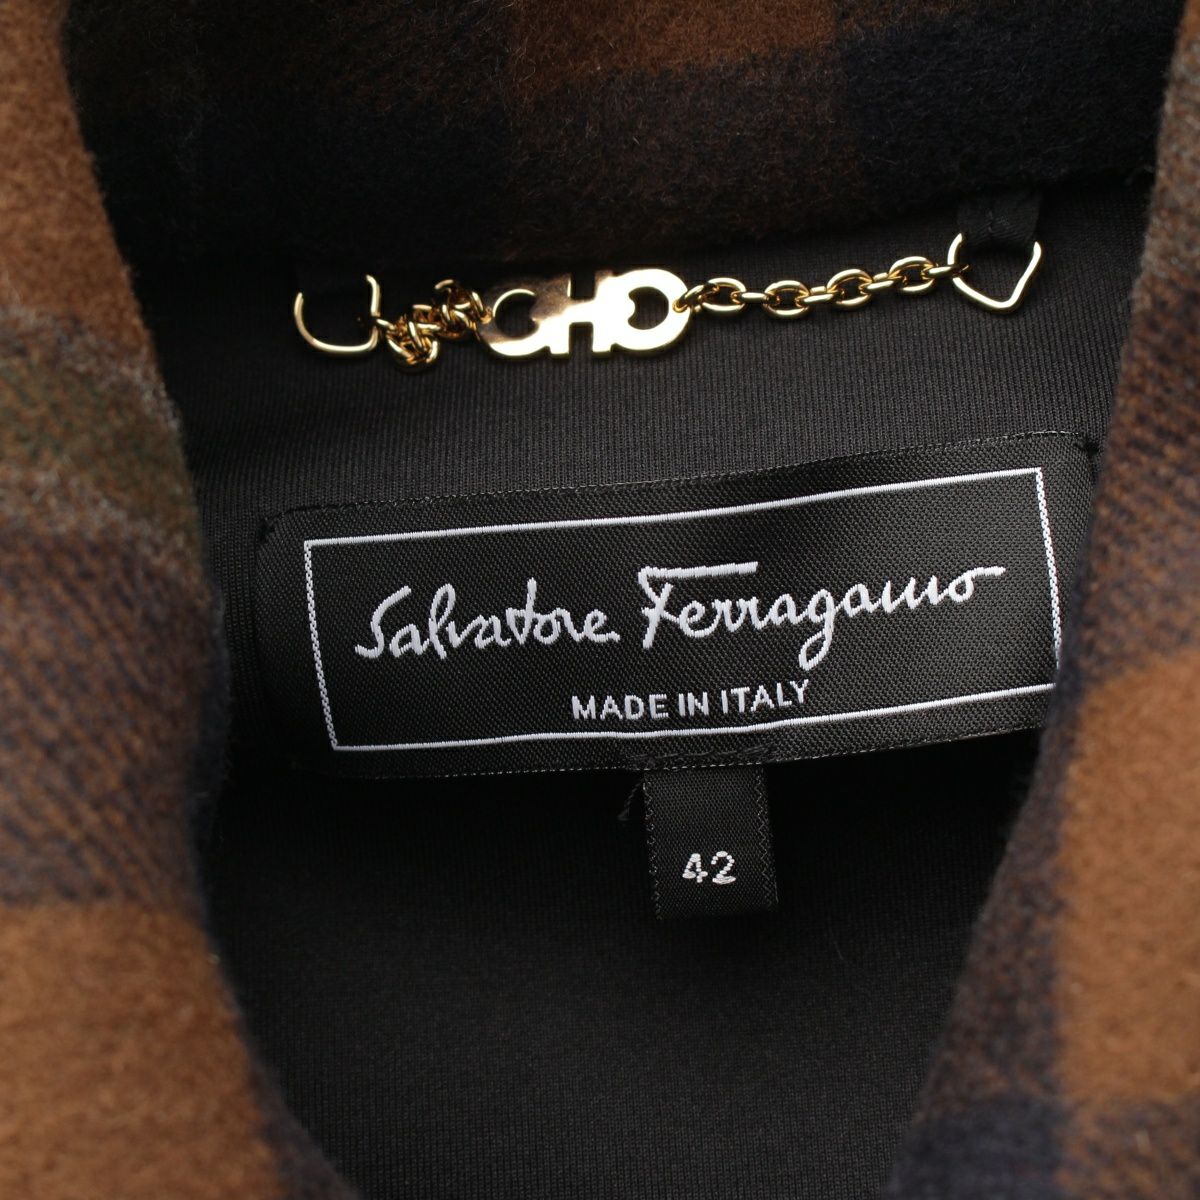 Salvatore Ferragamo
MADE IN ITALY
42